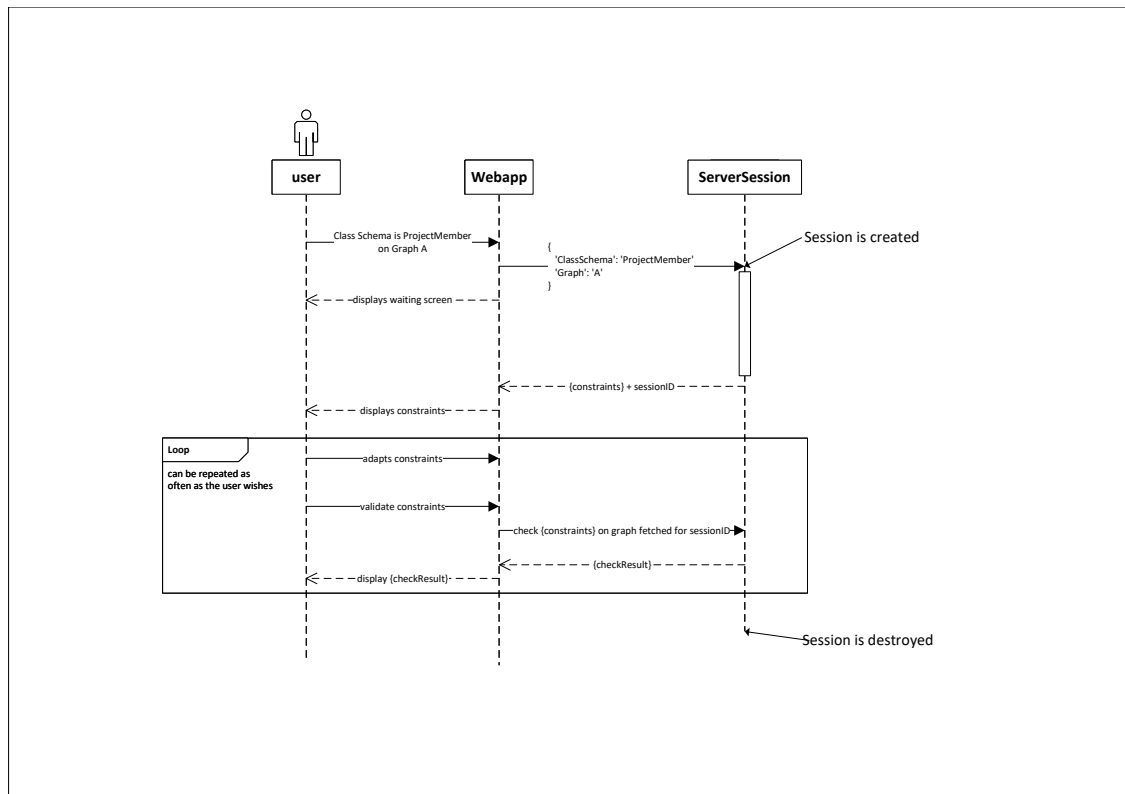 user
Webapp
ServerSession
Class Schema is ProjectMember
on Graph A
Session is created
{
'ClassSchema': 'ProjectMember'
'Graph': 'A'
}
displays waiting screen
{constraints} + sessionID
displays constraints
Loop
can be repeated as
often as the user wishes
adapts constraints
validate constraints
check {constraints} on graph fetched for sessionID
{checkResult}
display {checkResult}
Session is destroyed